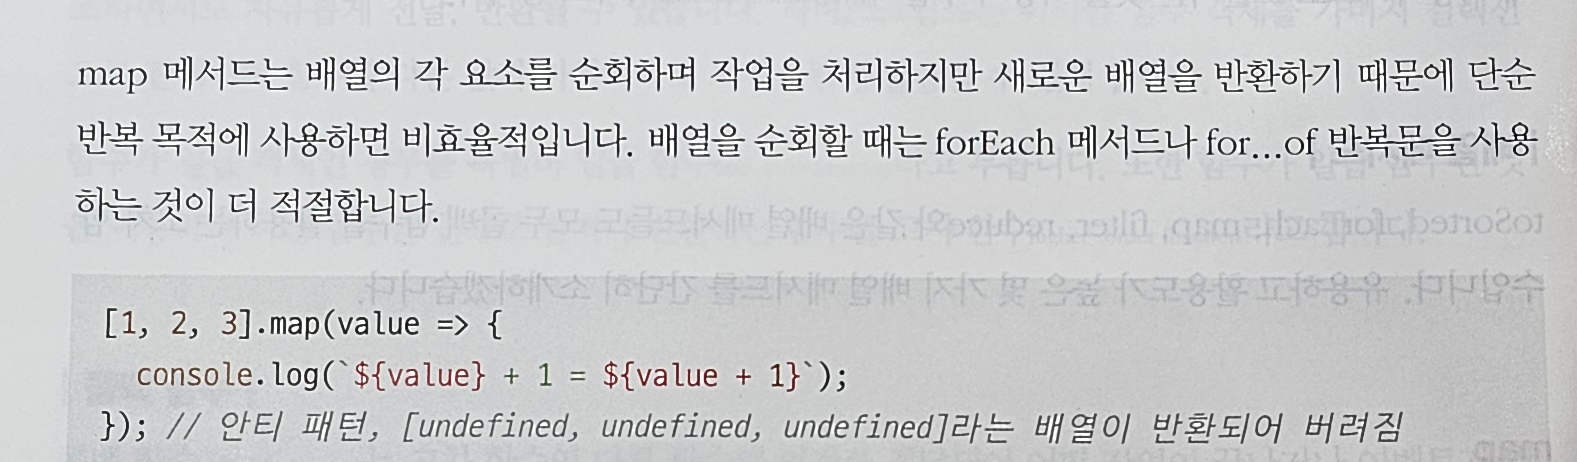 map 메서드는 배열의 각 요소를 순회하며 작업을 처리하지만 새로운 배열을 반환하기 때문에 단순
반복 목적에 사용하면 비효율적입니다. 배열을 순회할 때는 forEach 메서드나 for...of 반복문을 사용
하는 것이 더 적절합니다.
[1, 2, 3].map(value => {
  console.log(`${value} + 1 = ${value + 1}`);
}); // 안티 패턴, [undefined, undefined, undefined]라는 배열이 반환되어 버려짐